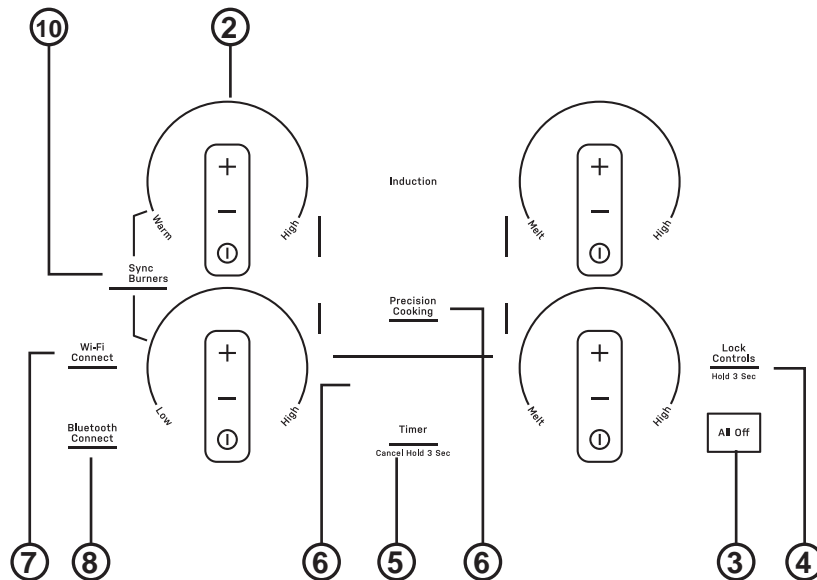 10
2
+
Induction
+
Warm
High
Melt
High
Sync
Burners
Precision
Cooking
Wi-Fi
Connect
+
+
Lock
Controls
Hold 3 Sec
Low
High
Melt
High
Bluetooth
Connect
Timer
Cancel Hold 3 Sec
All Off
7
8
6
5
6
3
4